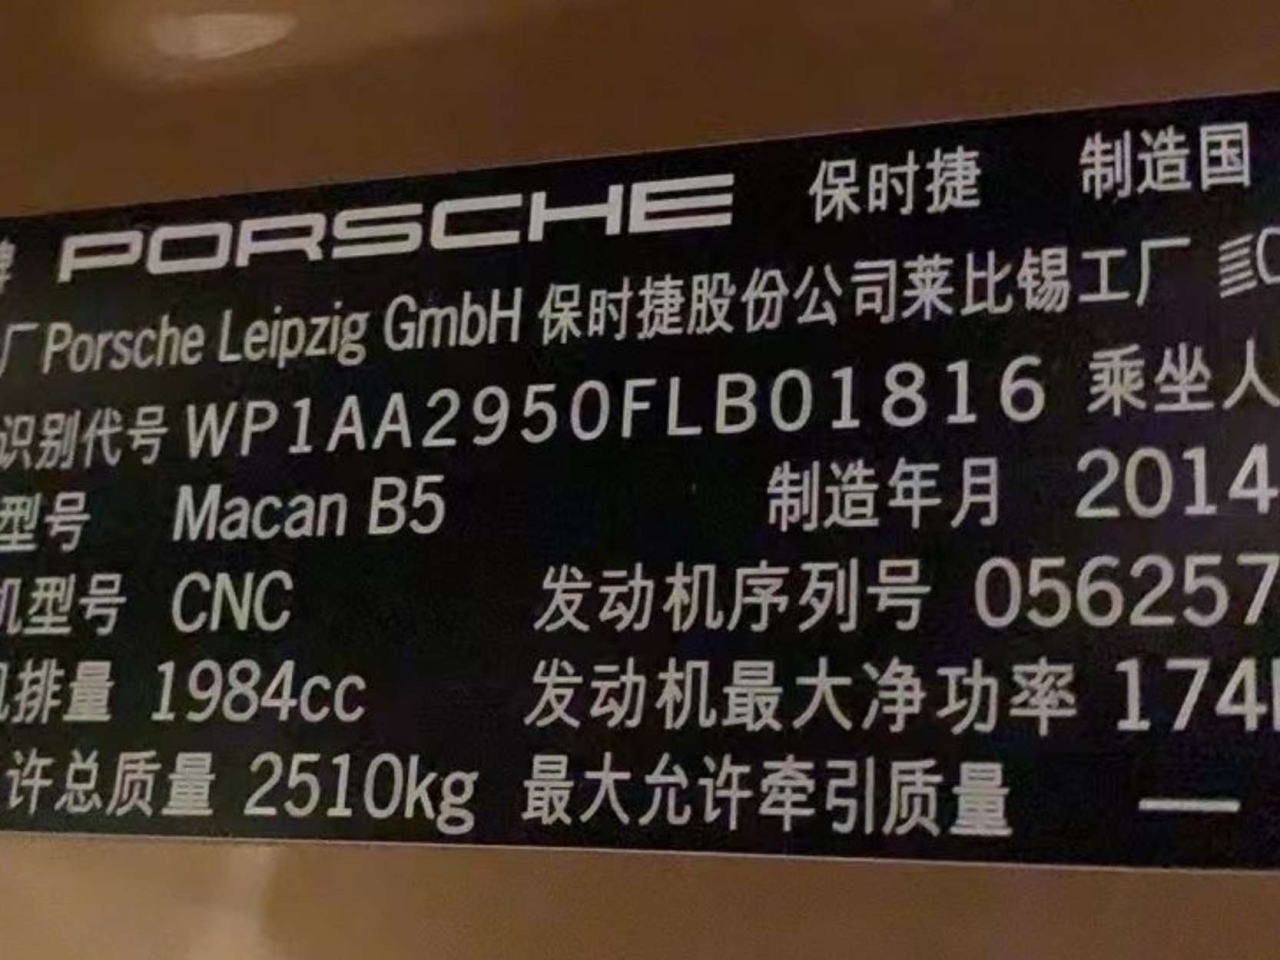 牌 PORSCHE 保时捷 制造国
厂 Porsche Leipzig GmbH 保时捷股份公司莱比锡工厂
识别代号 WP1AA2950FLB01816 乘坐人
型号 Macan B5 制造年月 2014
机型号 CNC 发动机序列号 056257
机排量 1984cc 发动机最大净功率 174
许总质量 2510kg 最大允许牵引质量 —